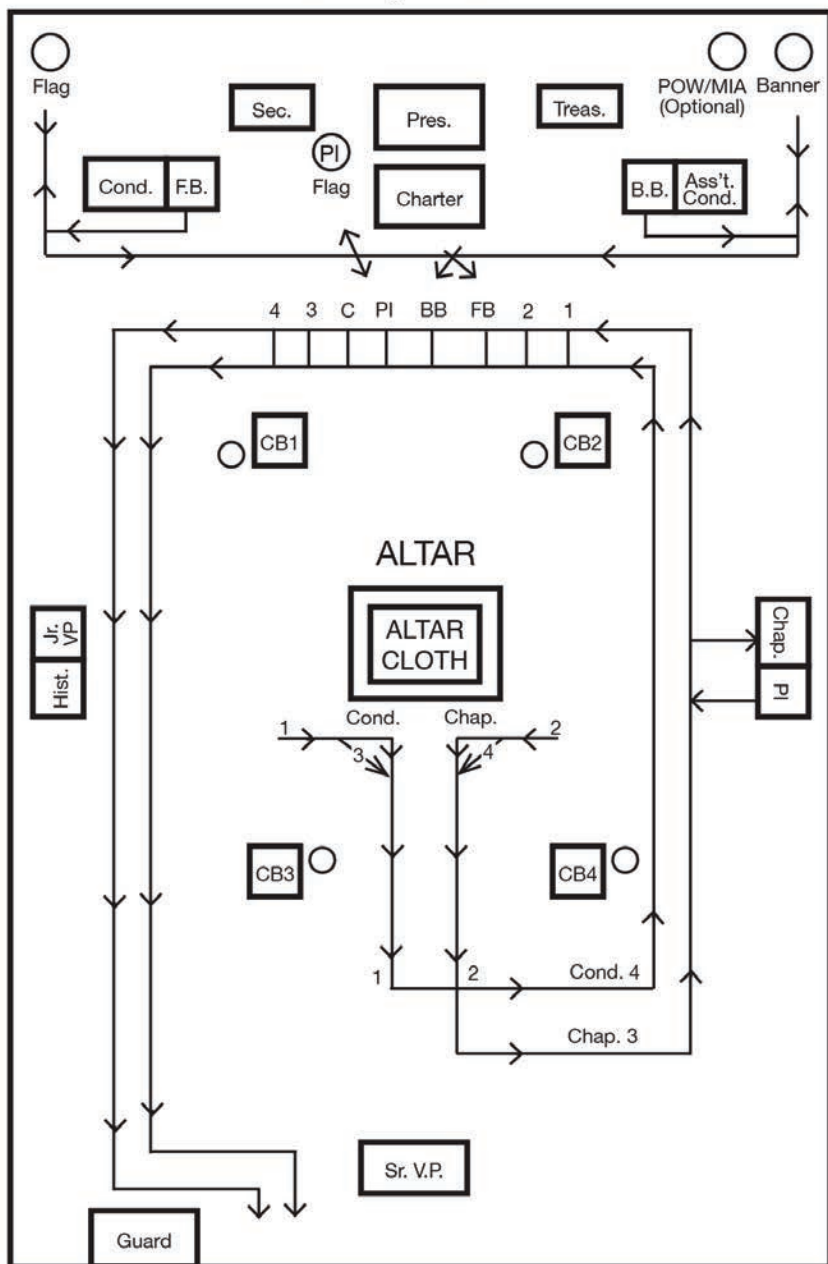 Flag
POW/MIA
(Optional)
Banner
Sec.
Pres.
Treas.
PI
Flag
Cond.
F.B.
Charter
B.B.
Ass't.
Cond.
4 3 C PI BB FB 2 1
CB1
CB2
ALTAR
ALTAR
CLOTH
Jr.
VP
Hist.
Chap.
PI
Cond.
Chap.
1
2
3
4
CB3
CB4
1
2
Cond. 4
Chap. 3
Sr. V.P.
Guard